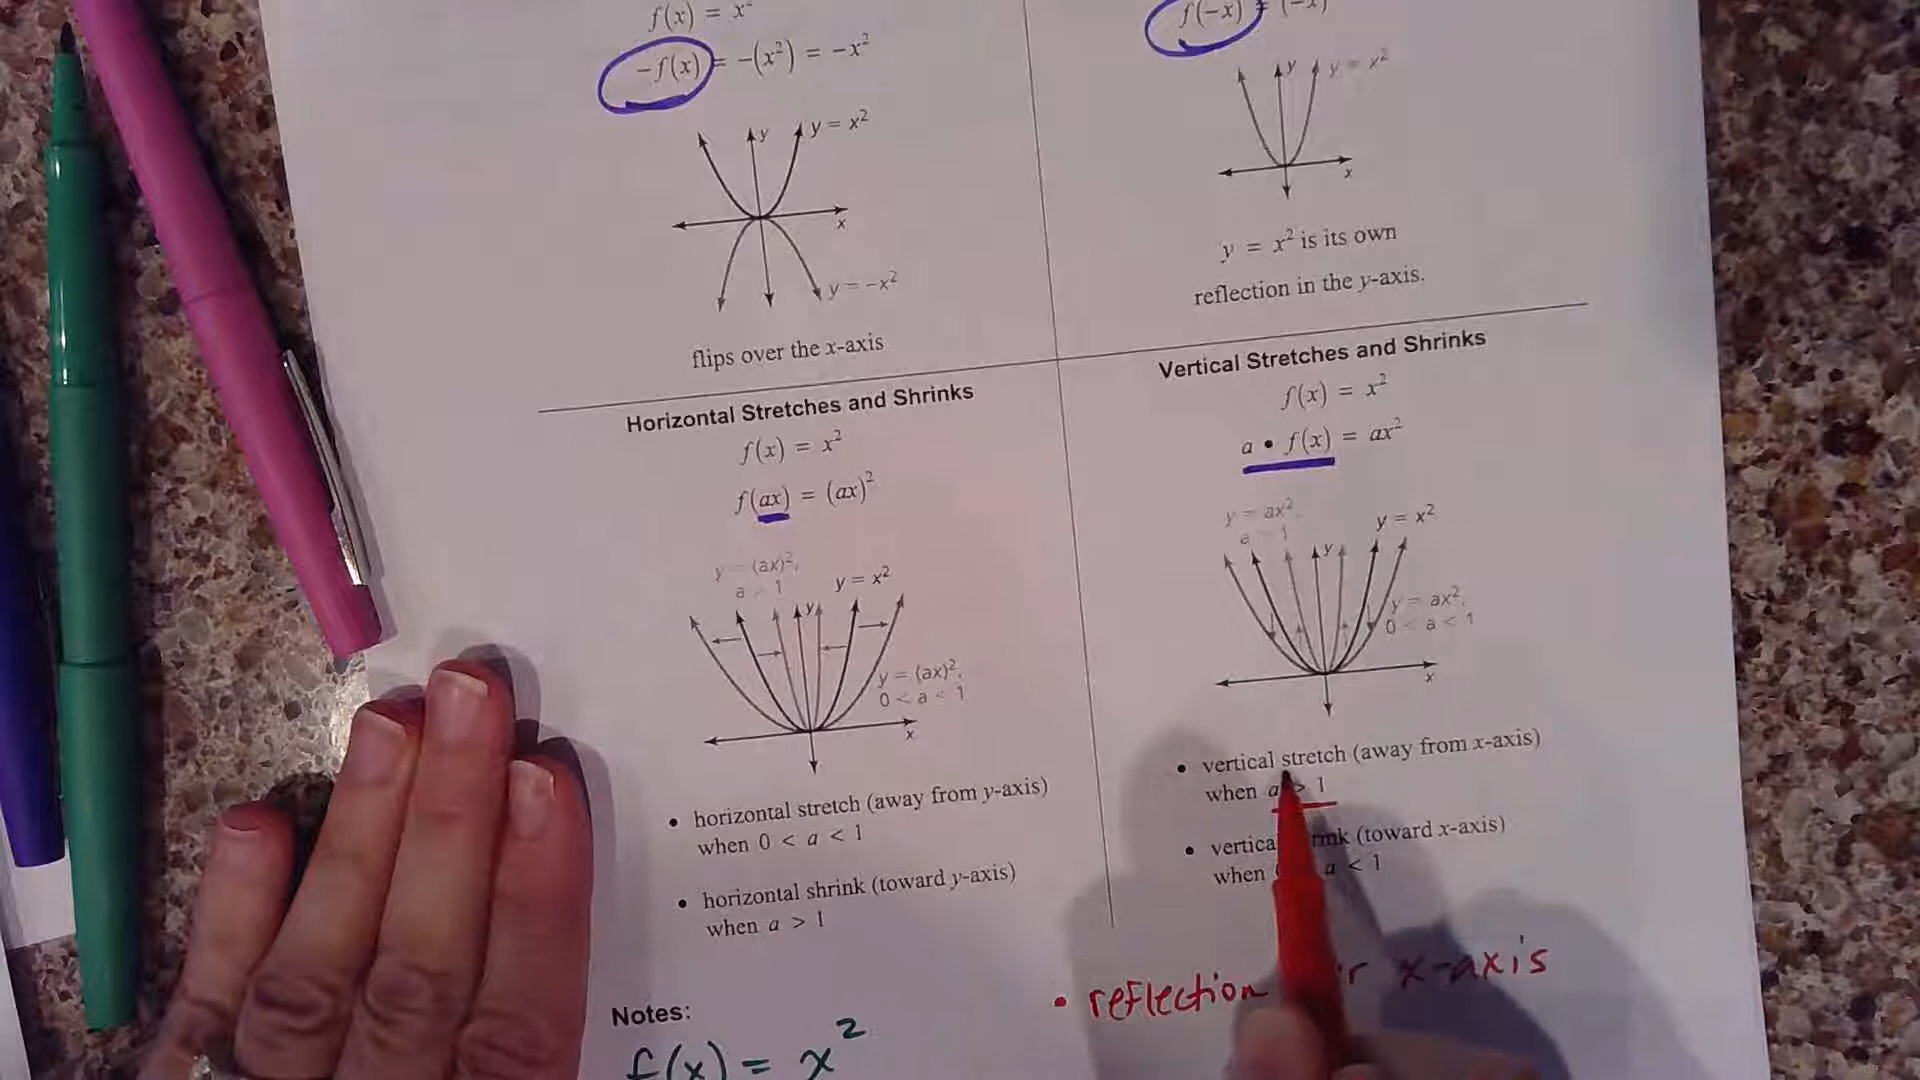 f(x) = x²
-f(x) = -(x²) = -x²
y
y = x²
x
y = -x²
flips over the x-axis
f(-x) = (-x)
y
y = x²
x
y = x² is its own
reflection in the y-axis.
Horizontal Stretches and Shrinks
f(x) = x²
f(ax) = (ax)²
y = (ax)²,
a > 1
y = x²
y
y = (ax)²,
0 < a < 1
x
• horizontal stretch (away from y-axis)
when 0 < a < 1
• horizontal shrink (toward y-axis)
when a > 1
Vertical Stretches and Shrinks
f(x) = x²
a • f(x) = ax²
y = ax²,
a > 1
y = x²
y
y = ax²,
0 < a < 1
x
• vertical stretch (away from x-axis)
when a > 1
• (toward x-axis)
when a < 1
Notes:
f(x) = x²
• reflection x-axis